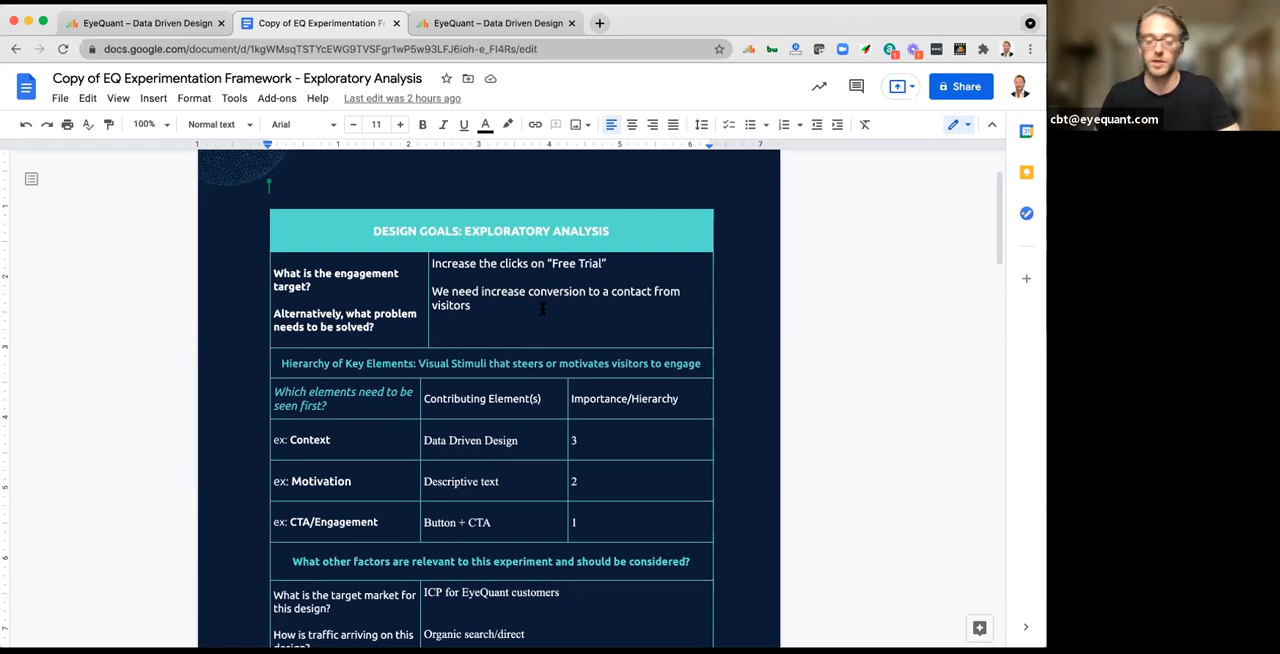 EyeQuant – Data Driven Design
Copy of EQ Experimentation F
EyeQuant – Data Driven Design
docs.google.com/document/d/1kgWMsqTSTYcEWG9TVSFgr1wP5w93LFJ6ioh-e_FI4Rs/edit
Copy of EQ Experimentation Framework - Exploratory Analysis
File Edit View Insert Format Tools Add-ons Help Last edit was 2 hours ago
Share
100% Normal text Arial 11
cbt@eyequant.com
DESIGN GOALS: EXPLORATORY ANALYSIS
What is the engagement
target?
Alternatively, what problem
needs to be solved?
Increase the clicks on “Free Trial”
We need increase conversion to a contact from
visitors
Hierarchy of Key Elements: Visual Stimuli that steers or motivates visitors to engage
Which elements need to be
seen first?
Contributing Element(s)
Importance/Hierarchy
ex: Context
Data Driven Design
3
ex: Motivation
Descriptive text
2
ex: CTA/Engagement
Button + CTA
1
What other factors are relevant to this experiment and should be considered?
What is the target market for
this design?
ICP for EyeQuant customers
How is traffic arriving on this
design?
Organic search/direct